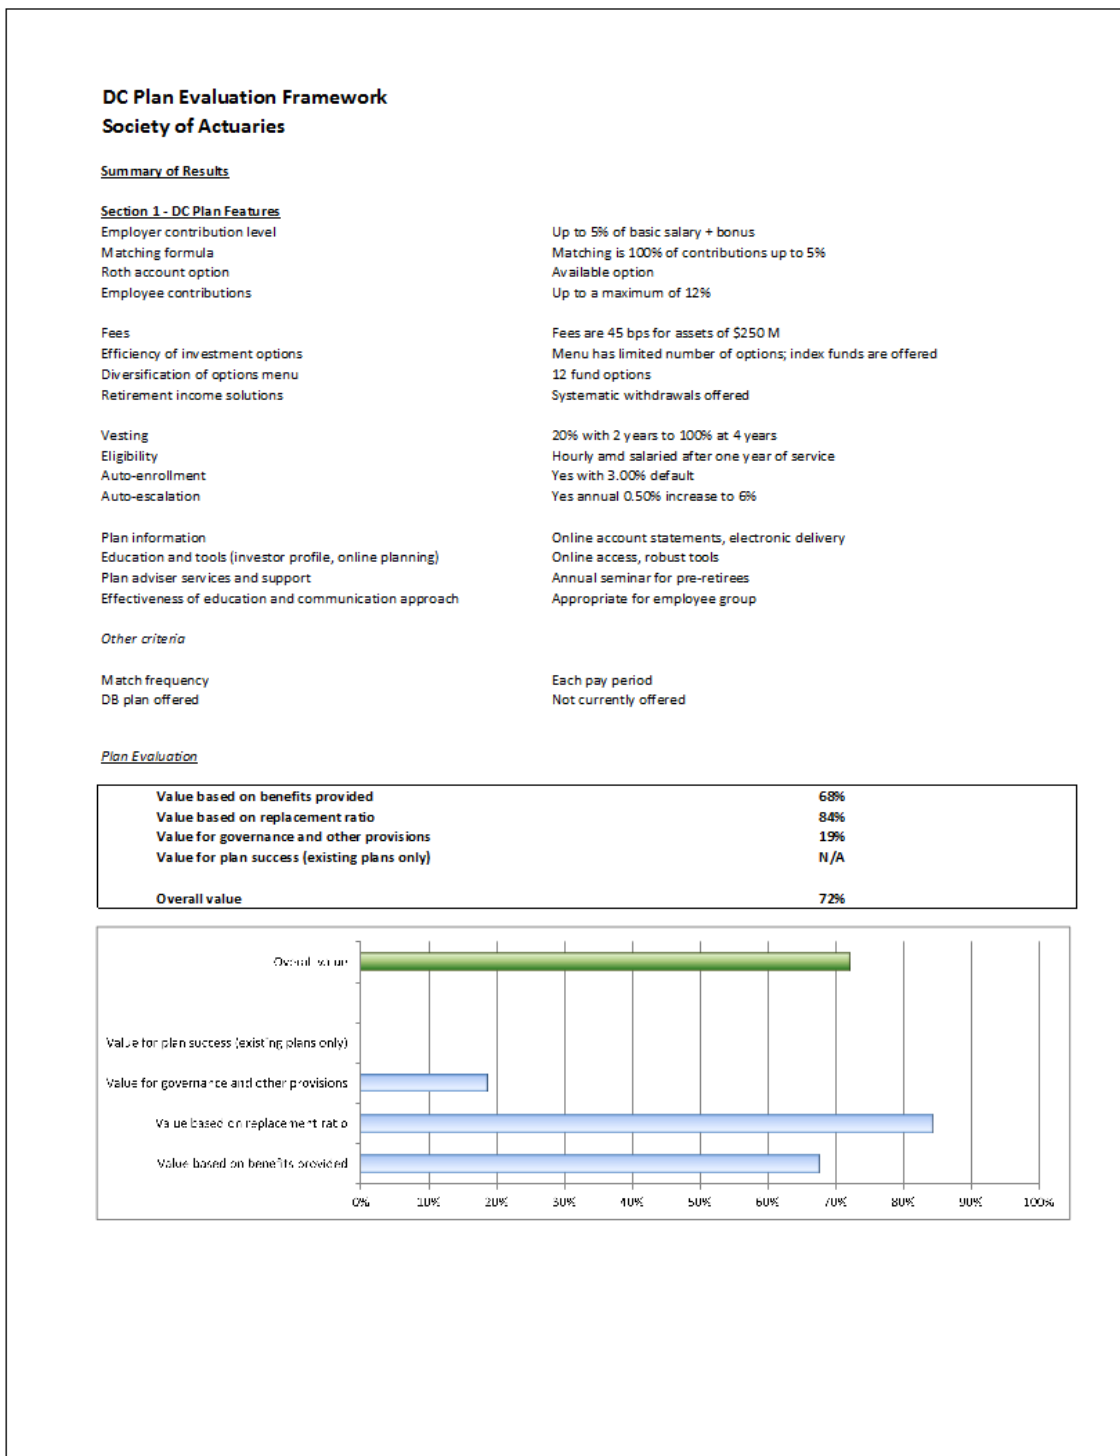 DC Plan Evaluation Framework
Society of Actuaries
Summary of Results
Section 1 - DC Plan Features
Employer contribution level Up to 5% of basic salary + bonus
Matching formula Matching is 100% of contributions up to 5%
Roth account option Available option
Employee contributions Up to a maximum of 12%
Fees Fees are 45 bps for assets of $250 M
Efficiency of investment options Menu has limited number of options; index funds are offered
Diversification of options menu 12 fund options
Retirement income solutions Systematic withdrawals offered
Vesting 20% with 2 years to 100% at 4 years
Eligibility Hourly amd salaried after one year of service
Auto-enrollment Yes with 3.00% default
Auto-escalation Yes annual 0.50% increase to 6%
Plan information Online account statements, electronic delivery
Education and tools (investor profile, online planning) Online access, robust tools
Plan adviser services and support Annual seminar for pre-retirees
Effectiveness of education and communication approach Appropriate for employee group
Other criteria
Match frequency Each pay period
DB plan offered Not currently offered
Plan Evaluation
Value based on benefits provided 68%
Value based on replacement ratio 84%
Value for governance and other provisions 19%
Value for plan success (existing plans only) N/A
Overall value 72%
Overall value
Value for plan success (existing plans only)
Value for governance and other provisions
Value based on replacement ratio
Value based on benefits provided
0% 10% 20% 30% 40% 50% 60% 70% 80% 90% 100%